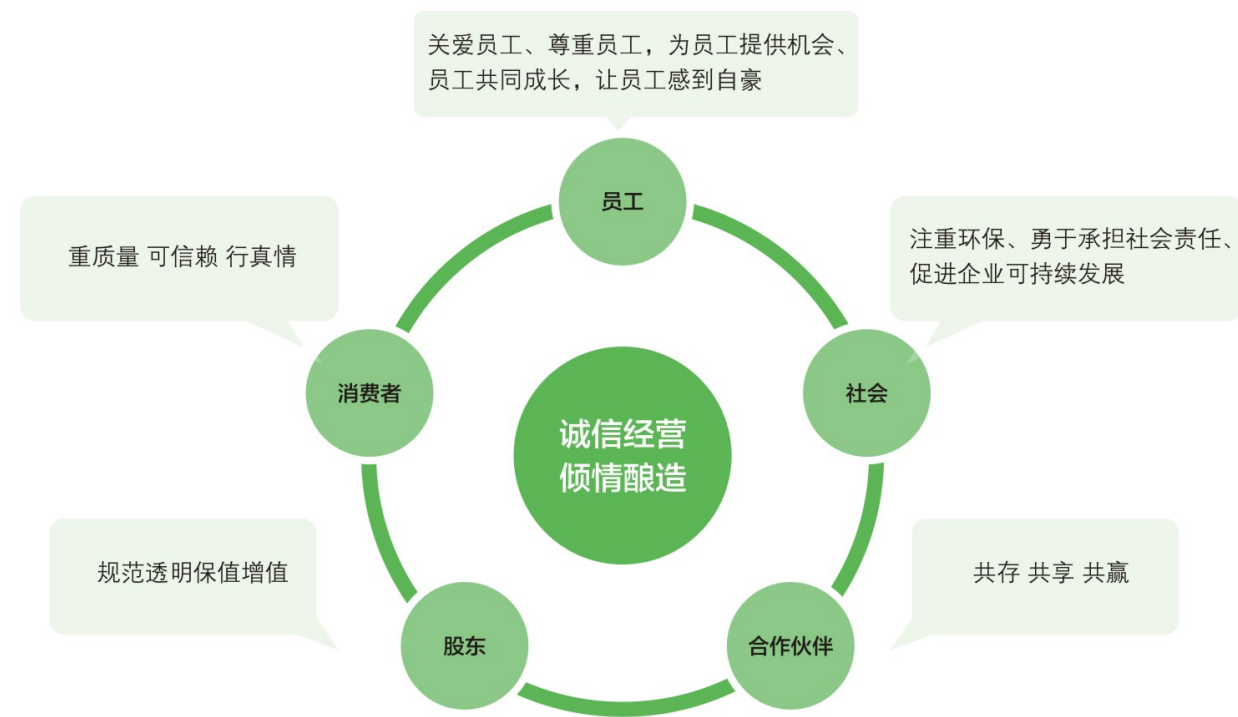 关爱员工、尊重员工，为员工提供机会、
员工共同成长，让员工感到自豪
员工
重质量 可信赖 行真情
注重环保、勇于承担社会责任、
促进企业可持续发展
消费者
社会
诚信经营
倾情酿造
规范透明保值增值
共存 共享 共赢
股东
合作伙伴